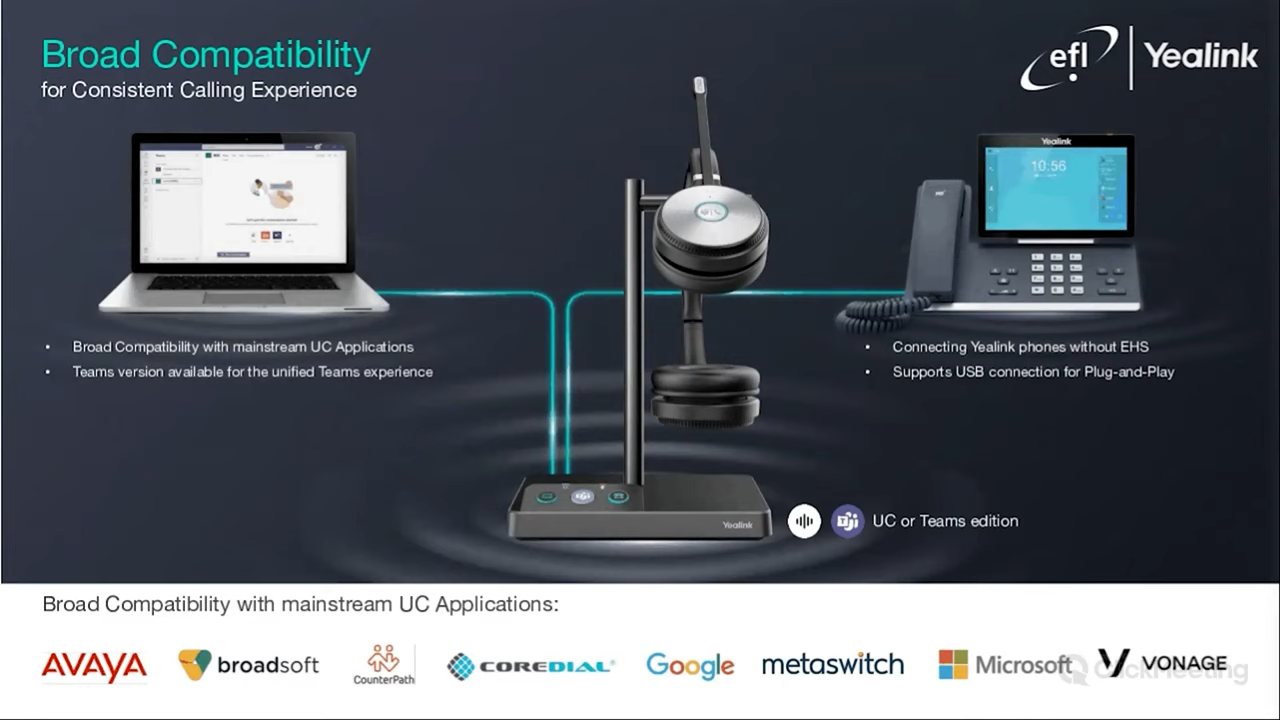 Broad Compatibility
for Consistent Calling Experience
efl
Yealink
Yealink
10:56
• Broad Compatibility with mainstream UC Applications
• Teams version available for the unified Teams experience
• Connecting Yealink phones without EHS
• Supports USB connection for Plug-and-Play
Yealink
UC or Teams edition
Broad Compatibility with mainstream UC Applications:
AVAYA
broadsoft
CounterPath
COREDIAL
Google
metaswitch
Microsoft
VONAGE
ClickMeeting